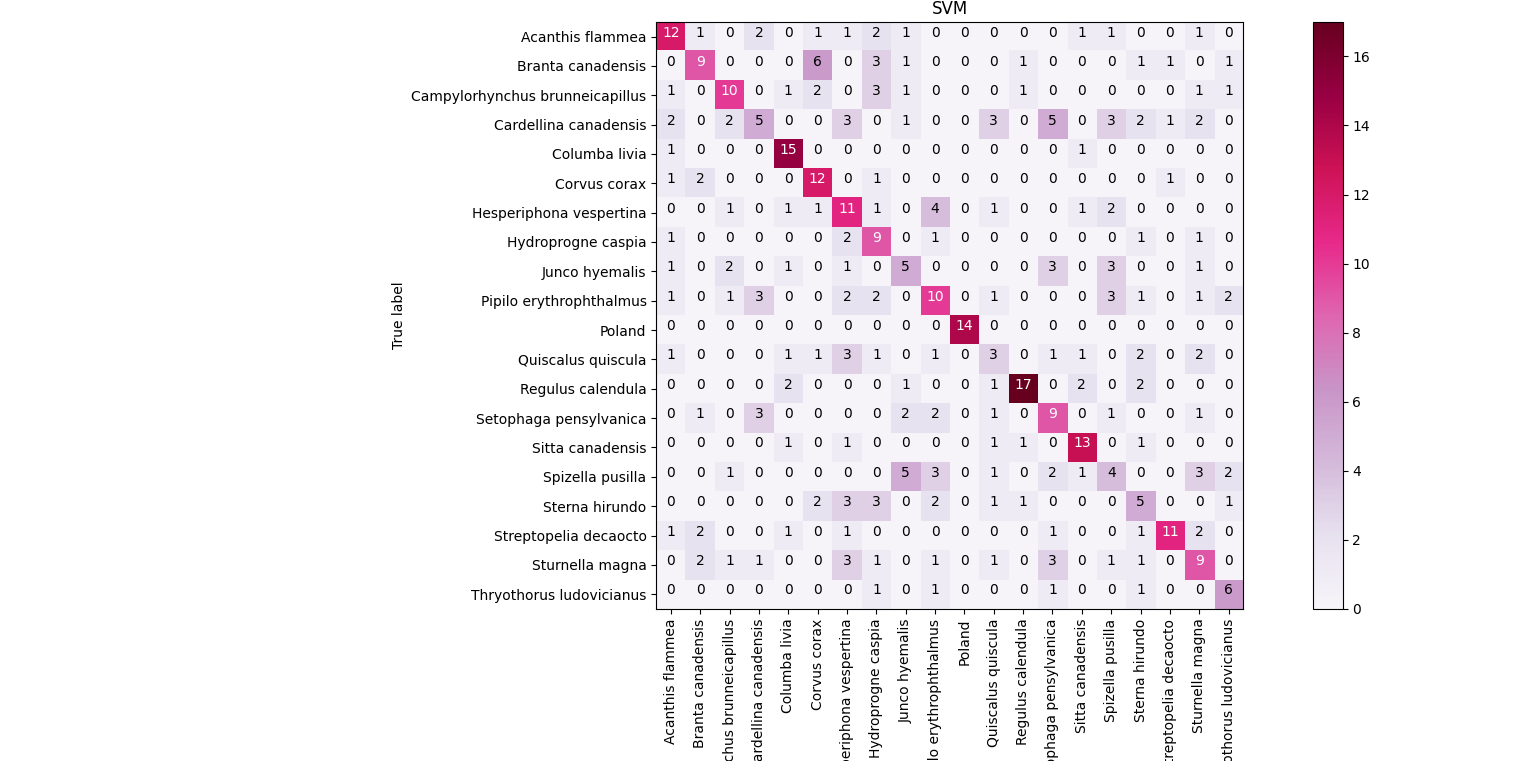 SVM
Acanthis flammea 12 1 0 2 0 1 1 2 1 0 0 0 0 0 1 1 0 0 1 0
Branta canadensis 0 9 0 0 0 6 0 3 1 0 0 0 1 0 0 0 1 1 0 1
Campylorhynchus brunneicapillus 1 0 10 0 1 2 0 3 1 0 0 0 1 0 0 0 0 0 1 1
Cardellina canadensis 2 0 2 5 0 0 3 0 1 0 0 3 0 5 0 3 2 1 2 0
Columba livia 1 0 0 0 15 0 0 0 0 0 0 0 0 0 1 0 0 0 0 0
Corvus corax 1 2 0 0 0 12 0 1 0 0 0 0 0 0 0 0 0 1 0 0
Hesperiphona vespertina 0 0 1 0 1 1 11 1 0 4 0 1 0 0 1 2 0 0 0 0
Hydroprogne caspia 1 0 0 0 0 0 2 9 0 1 0 0 0 0 0 0 1 0 1 0
Junco hyemalis 1 0 2 0 1 0 1 0 5 0 0 0 0 3 0 3 0 0 1 0
Pipilo erythrophthalmus 1 0 1 3 0 0 2 2 0 10 0 1 0 0 0 3 1 0 1 2
Poland 0 0 0 0 0 0 0 0 0 0 14 0 0 0 0 0 0 0 0 0
Quiscalus quiscula 1 0 0 0 1 1 3 1 0 1 0 3 0 1 1 0 2 0 2 0
Regulus calendula 0 0 0 0 2 0 0 0 1 0 0 1 17 0 2 0 2 0 0 0
Setophaga pensylvanica 0 1 0 3 0 0 0 0 2 2 0 1 0 9 0 1 0 0 1 0
Sitta canadensis 0 0 0 0 1 0 1 0 0 0 0 1 1 0 13 0 1 0 0 0
Spizella pusilla 0 0 1 0 0 0 0 0 5 3 0 1 0 2 1 4 0 0 3 2
Sterna hirundo 0 0 0 0 0 2 3 3 0 2 0 1 1 0 0 0 5 0 0 1
Streptopelia decaocto 1 2 0 0 1 0 1 0 0 0 0 0 0 1 0 0 1 11 2 0
Sturnella magna 0 2 1 1 0 0 3 1 0 1 0 1 0 3 0 1 1 0 9 0
Thryothorus ludovicianus 0 0 0 0 0 0 0 1 0 1 0 0 0 1 0 0 1 0 0 6
True label
Acanthis flammea
Branta canadensis
chus brunneicapillus
ardellina canadensis
Columba livia
Corvus corax
periphona vespertina
Hydroprogne caspia
Junco hyemalis
lo erythrophthalmus
Poland
Quiscalus quiscula
Regulus calendula
phaga pensylvanica
Sitta canadensis
Spizella pusilla
Sterna hirundo
treptopelia decaocto
Sturnella magna
othorus ludovicianus
16
14
12
10
8
6
4
2
0